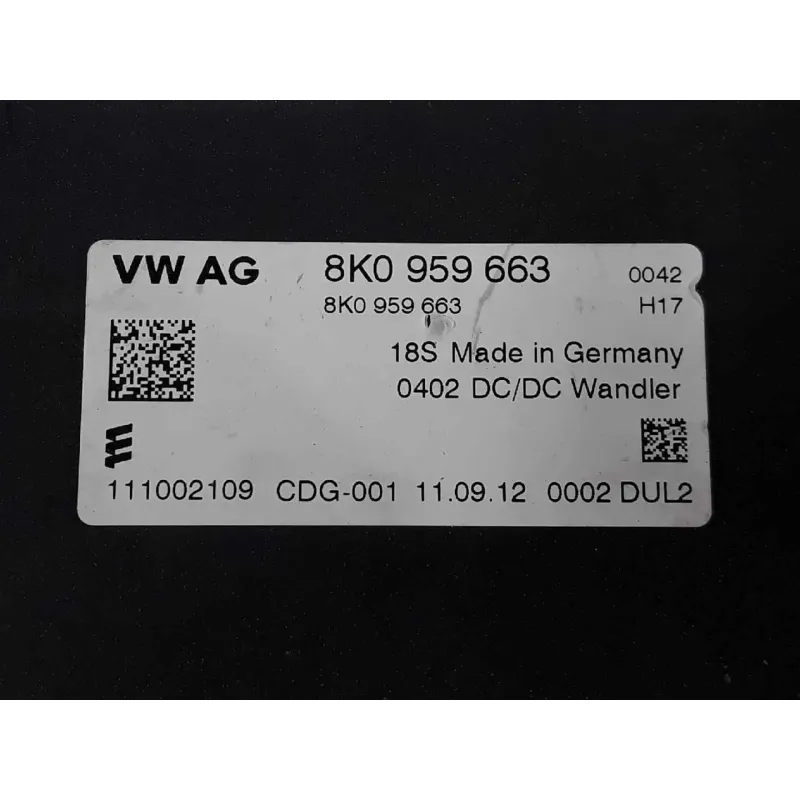 VW AG 8K0 959 663 0042
8K0 959 663 H17
18S Made in Germany
0402 DC/DC Wandler
111002109 CDG-001 11.09.12 0002 DUL2